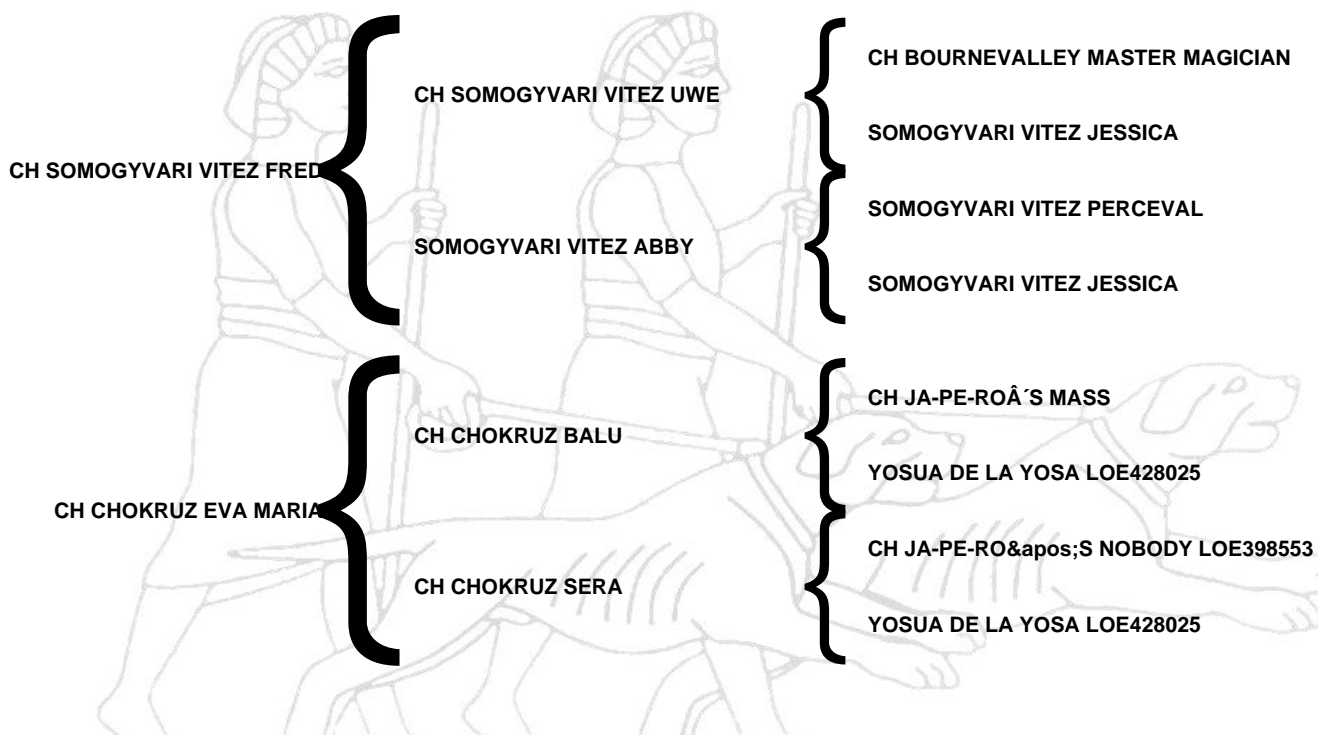 CH BOURNEVALLEY MASTER MAGICIAN
CH SOMOGYVARI VITEZ UWE
SOMOGYVARI VITEZ JESSICA
CH SOMOGYVARI VITEZ FRED
SOMOGYVARI VITEZ PERCEVAL
SOMOGYVARI VITEZ ABBY
SOMOGYVARI VITEZ JESSICA
CH JA-PE-ROÂ´S MASS
CH CHOKRUZ BALU
YOSUA DE LA YOSA LOE428025
CH CHOKRUZ EVA MARIA
CH JA-PE-RO&apos;S NOBODY LOE398553
CH CHOKRUZ SERA
YOSUA DE LA YOSA LOE428025